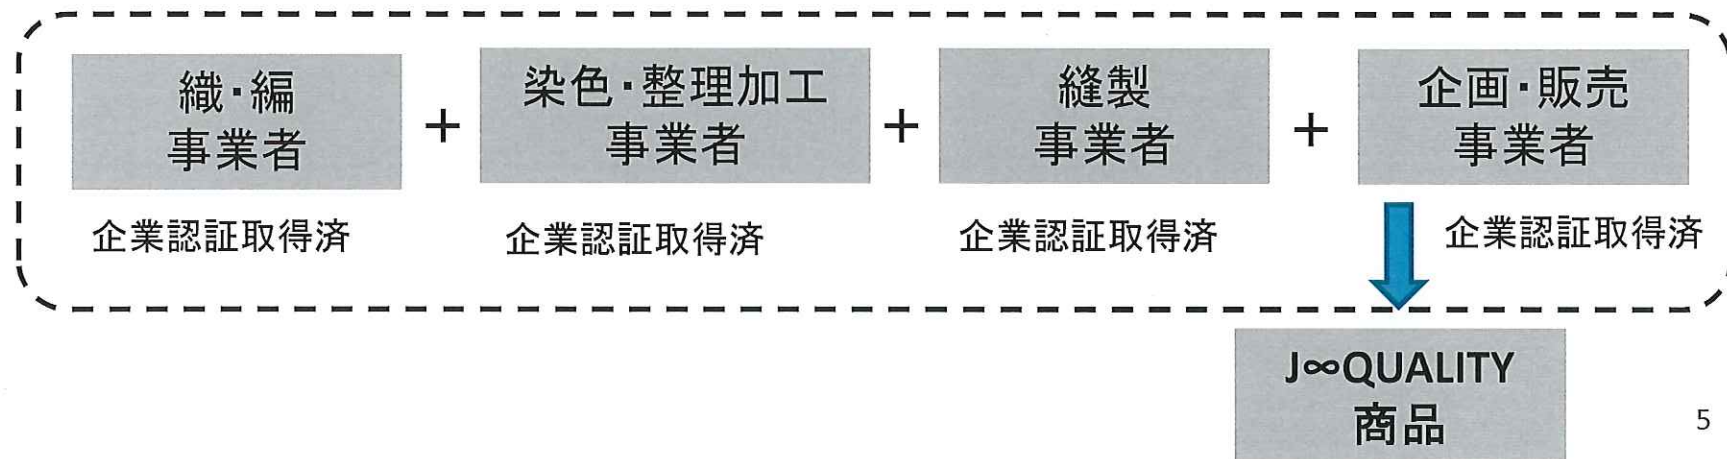 織・編
事業者
+
染色・整理加工
事業者
+
縫製
事業者
+
企画・販売
事業者
企業認証取得済
企業認証取得済
企業認証取得済
企業認証取得済
J∞QUALITY
商品
5